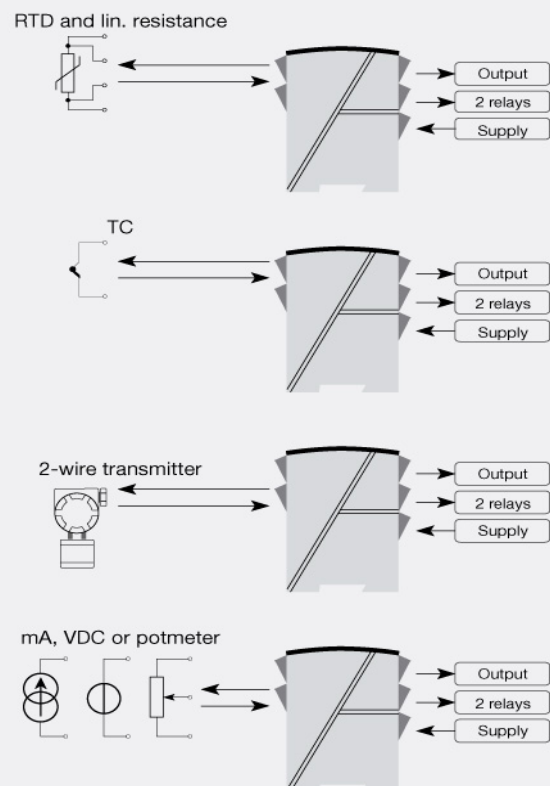 RTD and lin. resistance
Output
2 relays
Supply
TC
Output
2 relays
Supply
2-wire transmitter
Output
2 relays
Supply
mA, VDC or potmeter
Output
2 relays
Supply